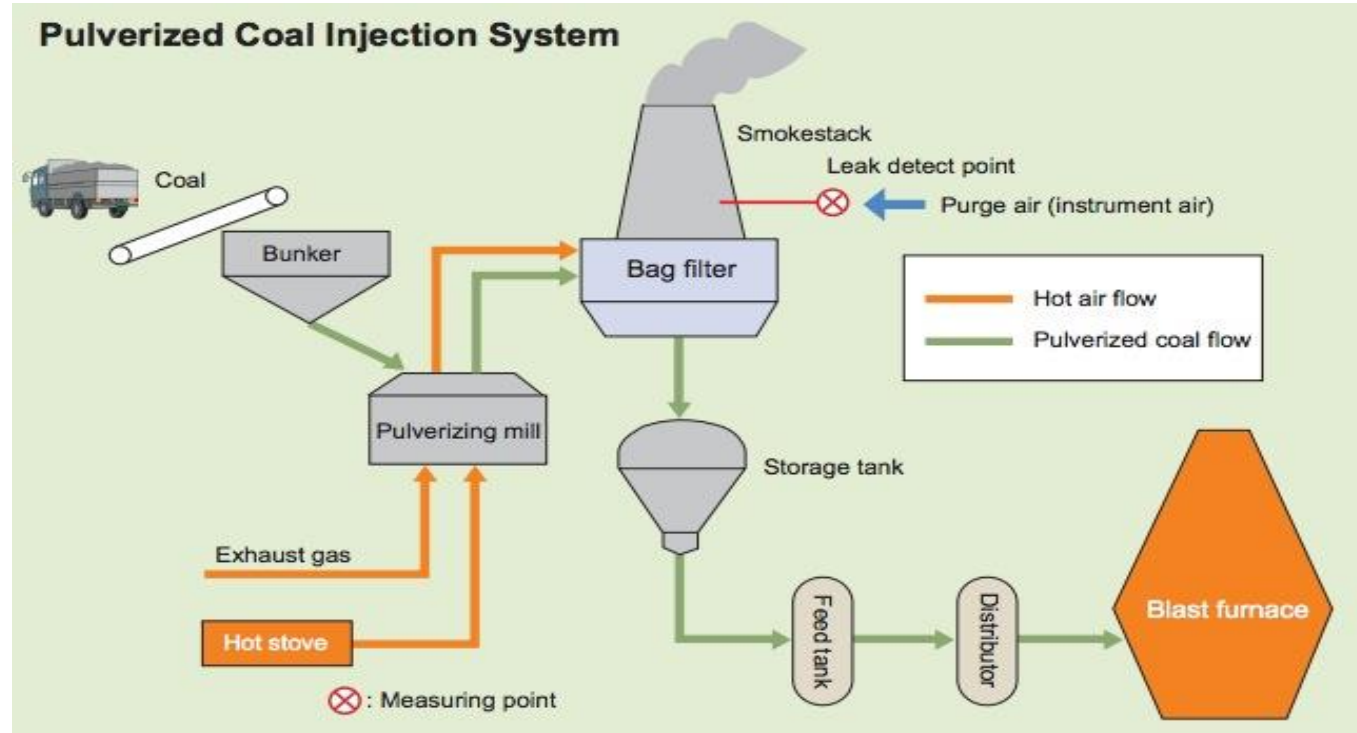 Pulverized Coal Injection System
Smokestack
Coal
Leak detect point
Purge air (instrument air)
Bunker
Bag filter
Hot air flow
Pulverized coal flow
Pulverizing mill
Storage tank
Exhaust gas
Feed tank
Distributor
Blast furnace
Hot stove
: Measuring point